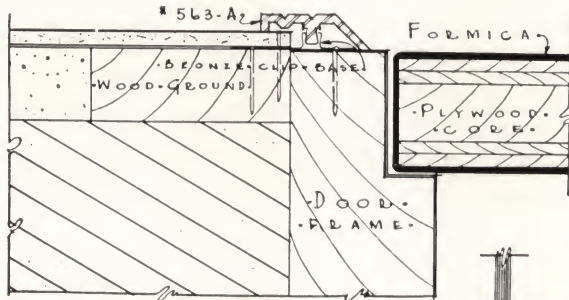 # 563-A2
FORMICA
·BRONZE·CLIP·BASE
·WOOD·GROUND·
·PLYWOOD·
CORE·
·DOOR·
FRAME·